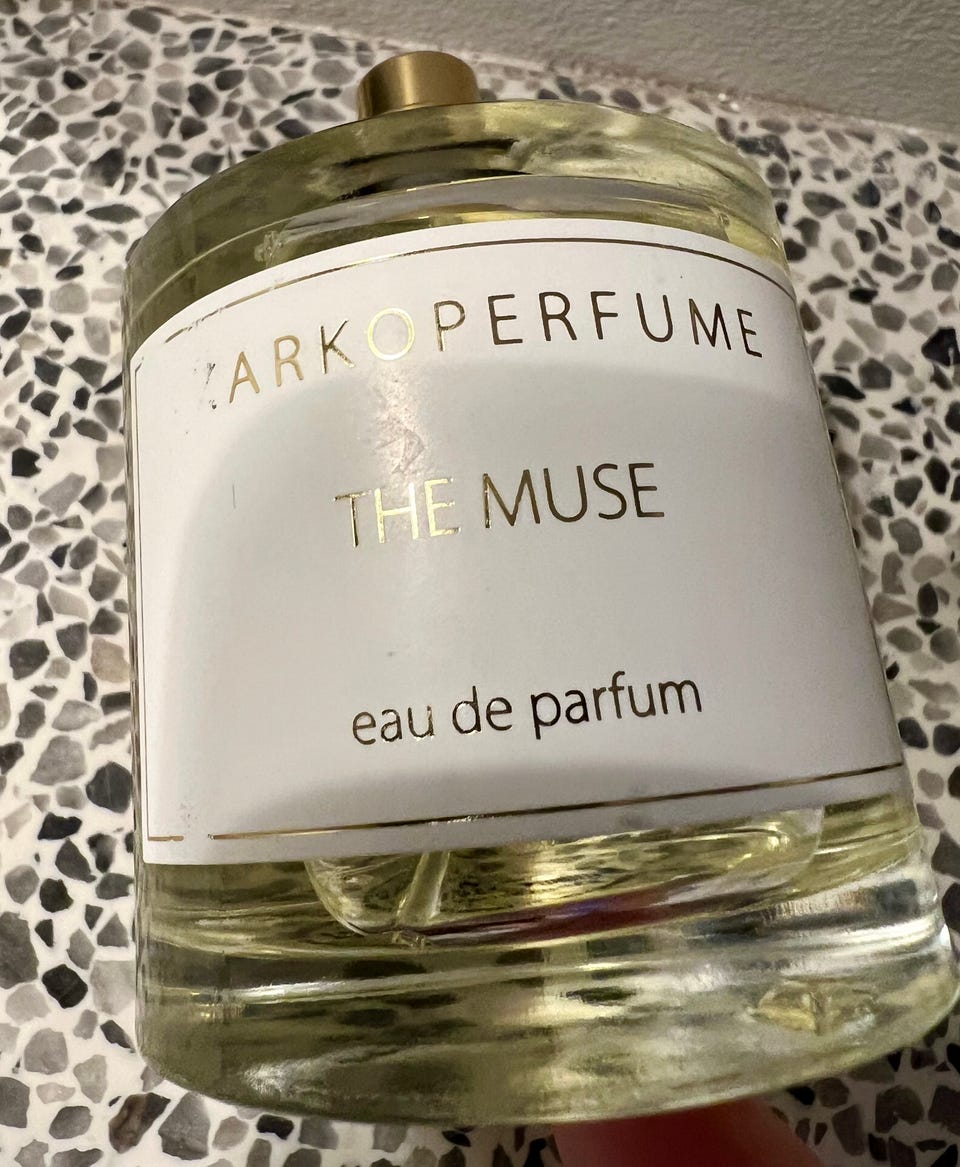 ZARKOPERFUME
THE MUSE
eau de parfum